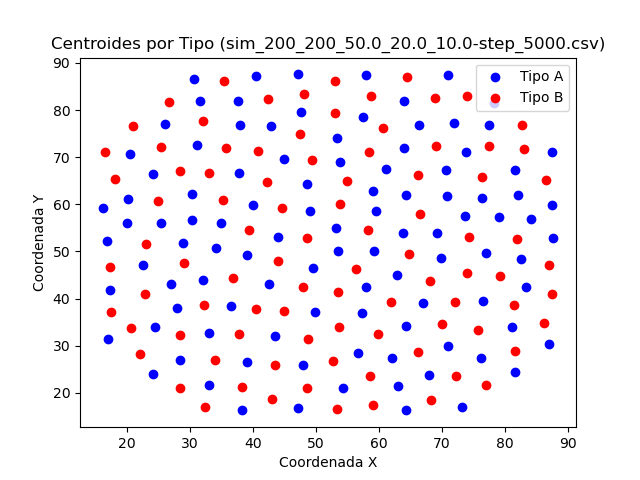 Centroides por Tipo (sim_200_200_50.0_20.0_10.0-step_5000.csv)
Tipo A
Tipo B
Coordenada Y
90
80
70
60
50
40
30
20
20 30 40 50 60 70 80 90
Coordenada X